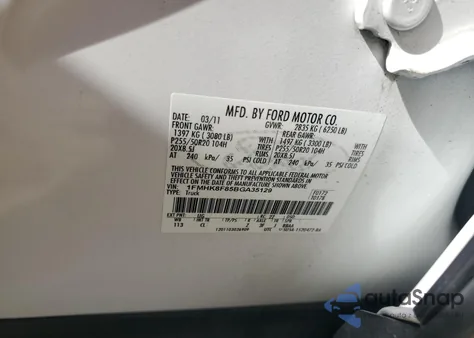 MFD. BY FORD MOTOR CO.
DATE: 03/11 GVWR: 2835 KG (6250 LB)
FRONT GAWR: REAR GAWR:
1397 KG (3080 LB) 1497 KG (3300 LB)
P255/50R20 104H P255/50R20 104H
20X8.5J 20X8.5J
AT 240 kPa/ 35 PSI COLD AT 240 kPa/ 35 PSI COLD
THIS VEHICLE CONFORMS TO ALL APPLICABLE FEDERAL MOTOR
VEHICLE SAFETY AND BUMPER STANDARDS IN EFFECT ON THE DATE OF
MANUFACTURE SHOWN ABOVE.
VIN: 1FMHK8F85BGA35129
TYPE: Truck
113
autoSnap